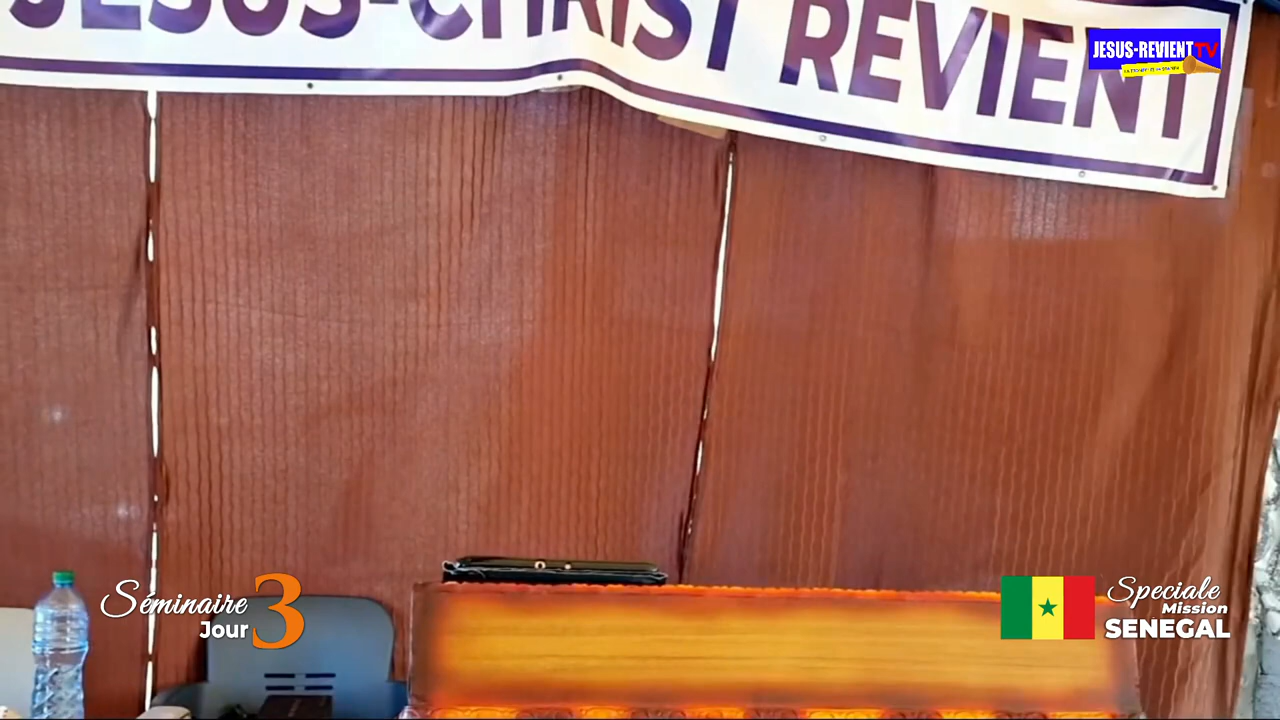 JESUS-CHRIST REVIENT
JESUS-REVIENT TV
Séminaire
Jour 3
Speciale
Mission
SENEGAL